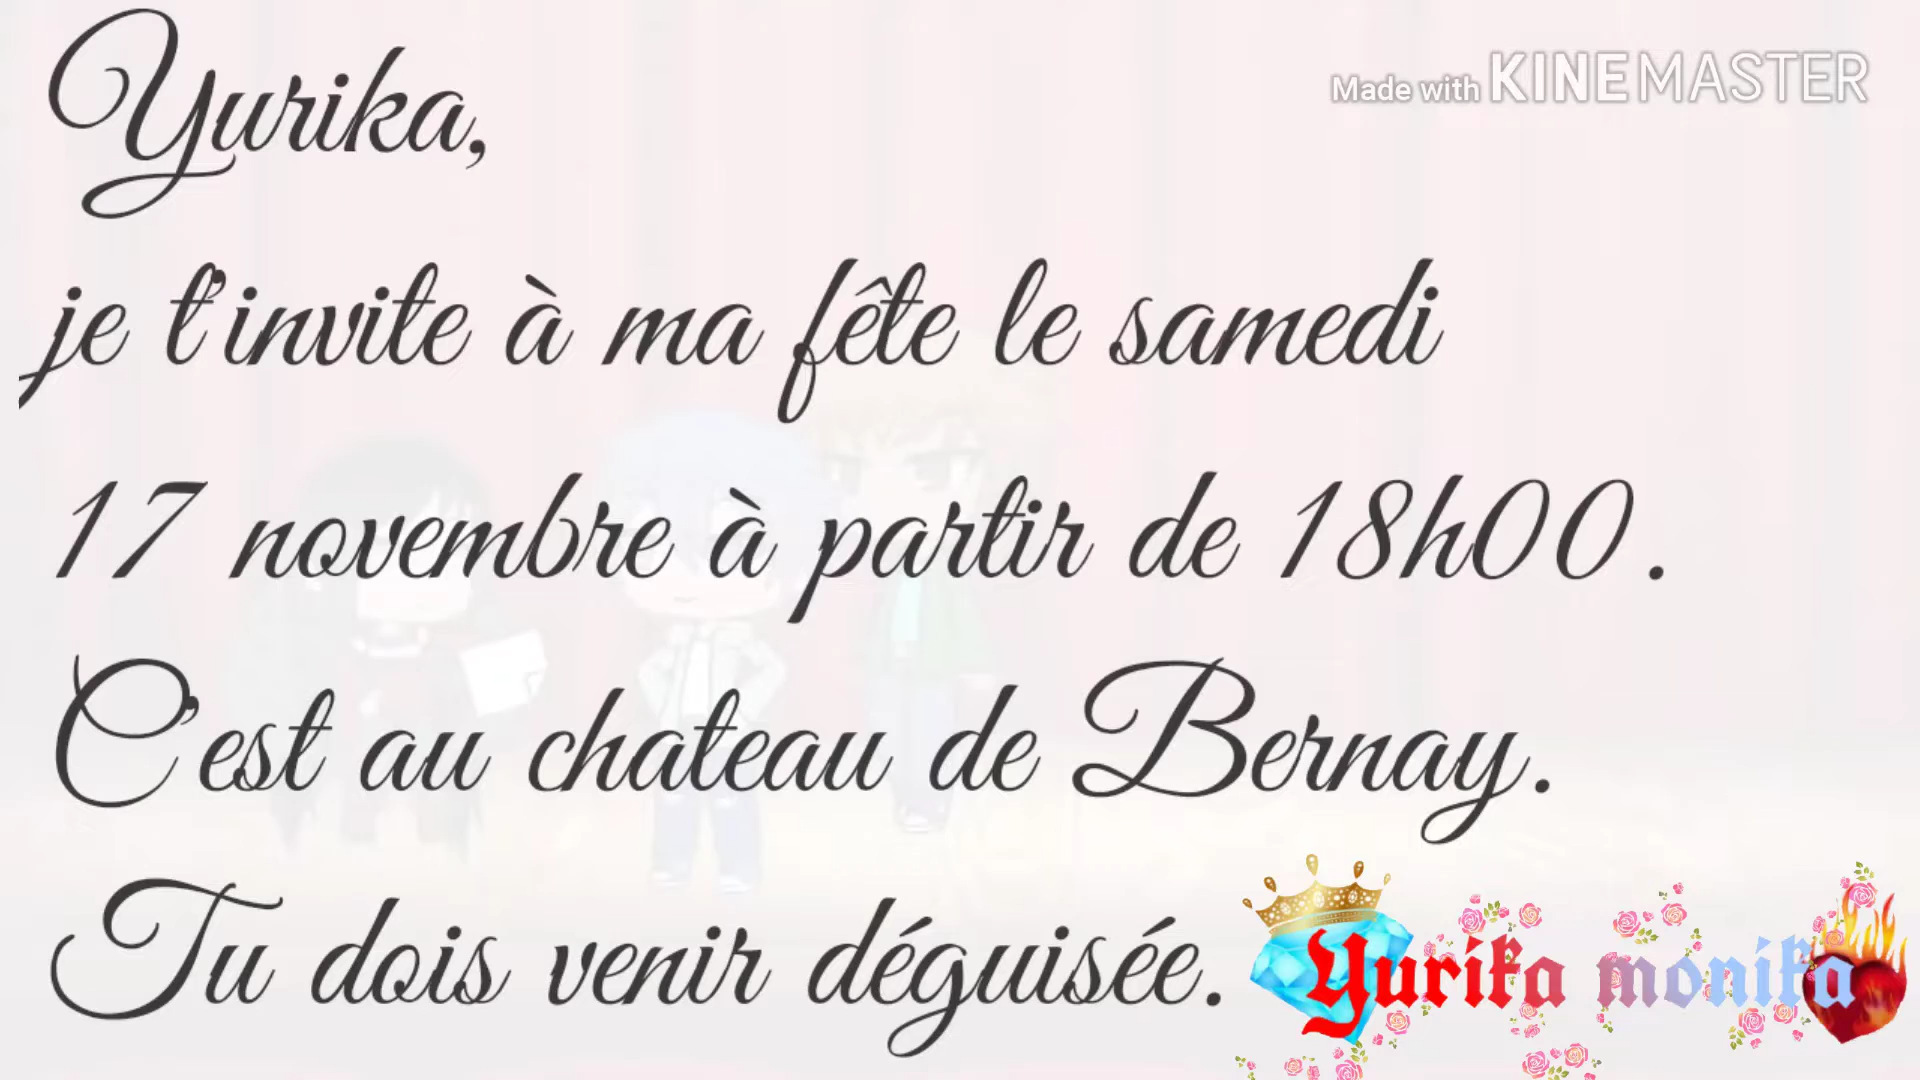 Yurika,
Made with KINEMASTER
je t'invite à ma fête le samedi
17 novembre à partir de 18h00.
C'est au chateau de Bernay.
Tu dois venir déguisée.
Yurika monika